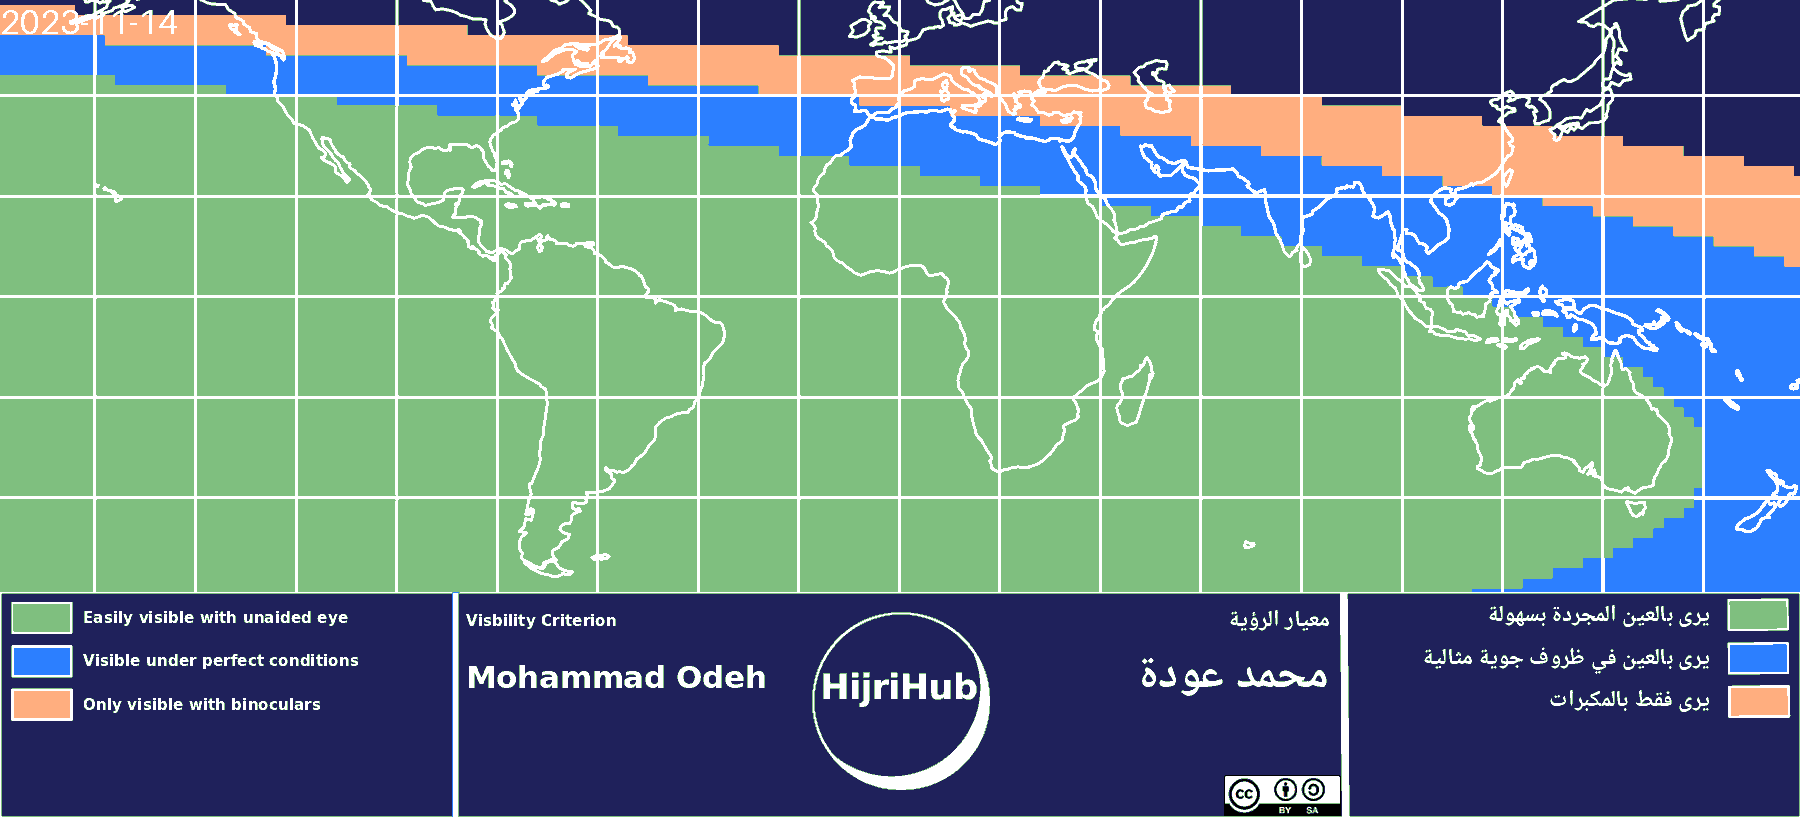 2023-11-14
Easily visible with unaided eye
Visible under perfect conditions
Only visible with binoculars
Visbility Criterion
Mohammad Odeh
HijriHub
معيار الرؤية
محمد عودة
cc
BY SA
يرى بالعين المجردة بسهولة
يرى بالعين في ظروف جوية مثالية
يرى فقط بالمكبرات